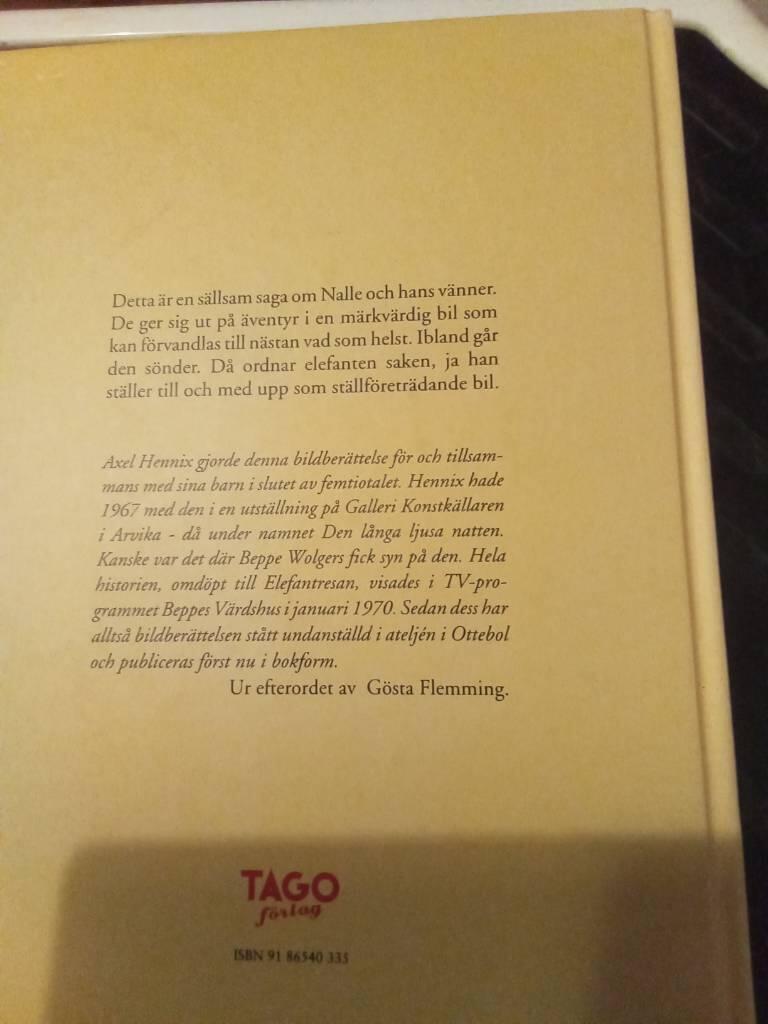 Detta är en sällsam saga om Nalle och hans vänner.
De ger sig ut på äventyr i en märkvärdig bil som
kan förvandlas till nästan vad som helst. Ibland går
den sönder. Då ordnar elefanten saken, ja han
ställer till och med upp som ställföreträdande bil.
Axel Hennix gjorde denna bildberättelse för och tillsam-
mans med sina barn i slutet av femtiotalet. Hennix hade
1967 med den i en utställning på Galleri Konstkällaren
i Arvika - då under namnet Den långa ljusa natten.
Kanske var det där Beppe Wolgers fick syn på den. Hela
historien, omdöpt till Elefantresan, visades i TV-pro-
grammet Beppes Värdshus i januari 1970. Sedan dess har
alltså bildberättelsen stått undanställd i ateljén i Ottebol
och publiceras först nu i bokform.
Ur efterordet av Gösta Flemming.
TAGO
förlag
ISBN 91 86540 335